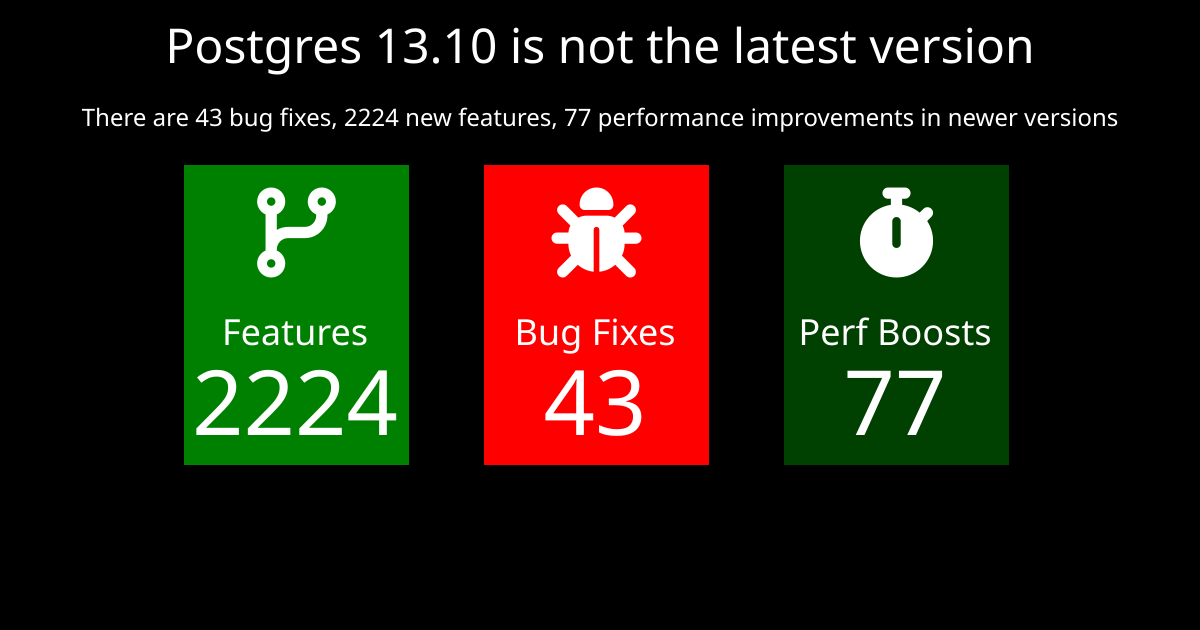 Postgres 13.10 is not the latest version
There are 43 bug fixes, 2224 new features, 77 performance improvements in newer versions
Features
2224
Bug Fixes
43
Perf Boosts
77